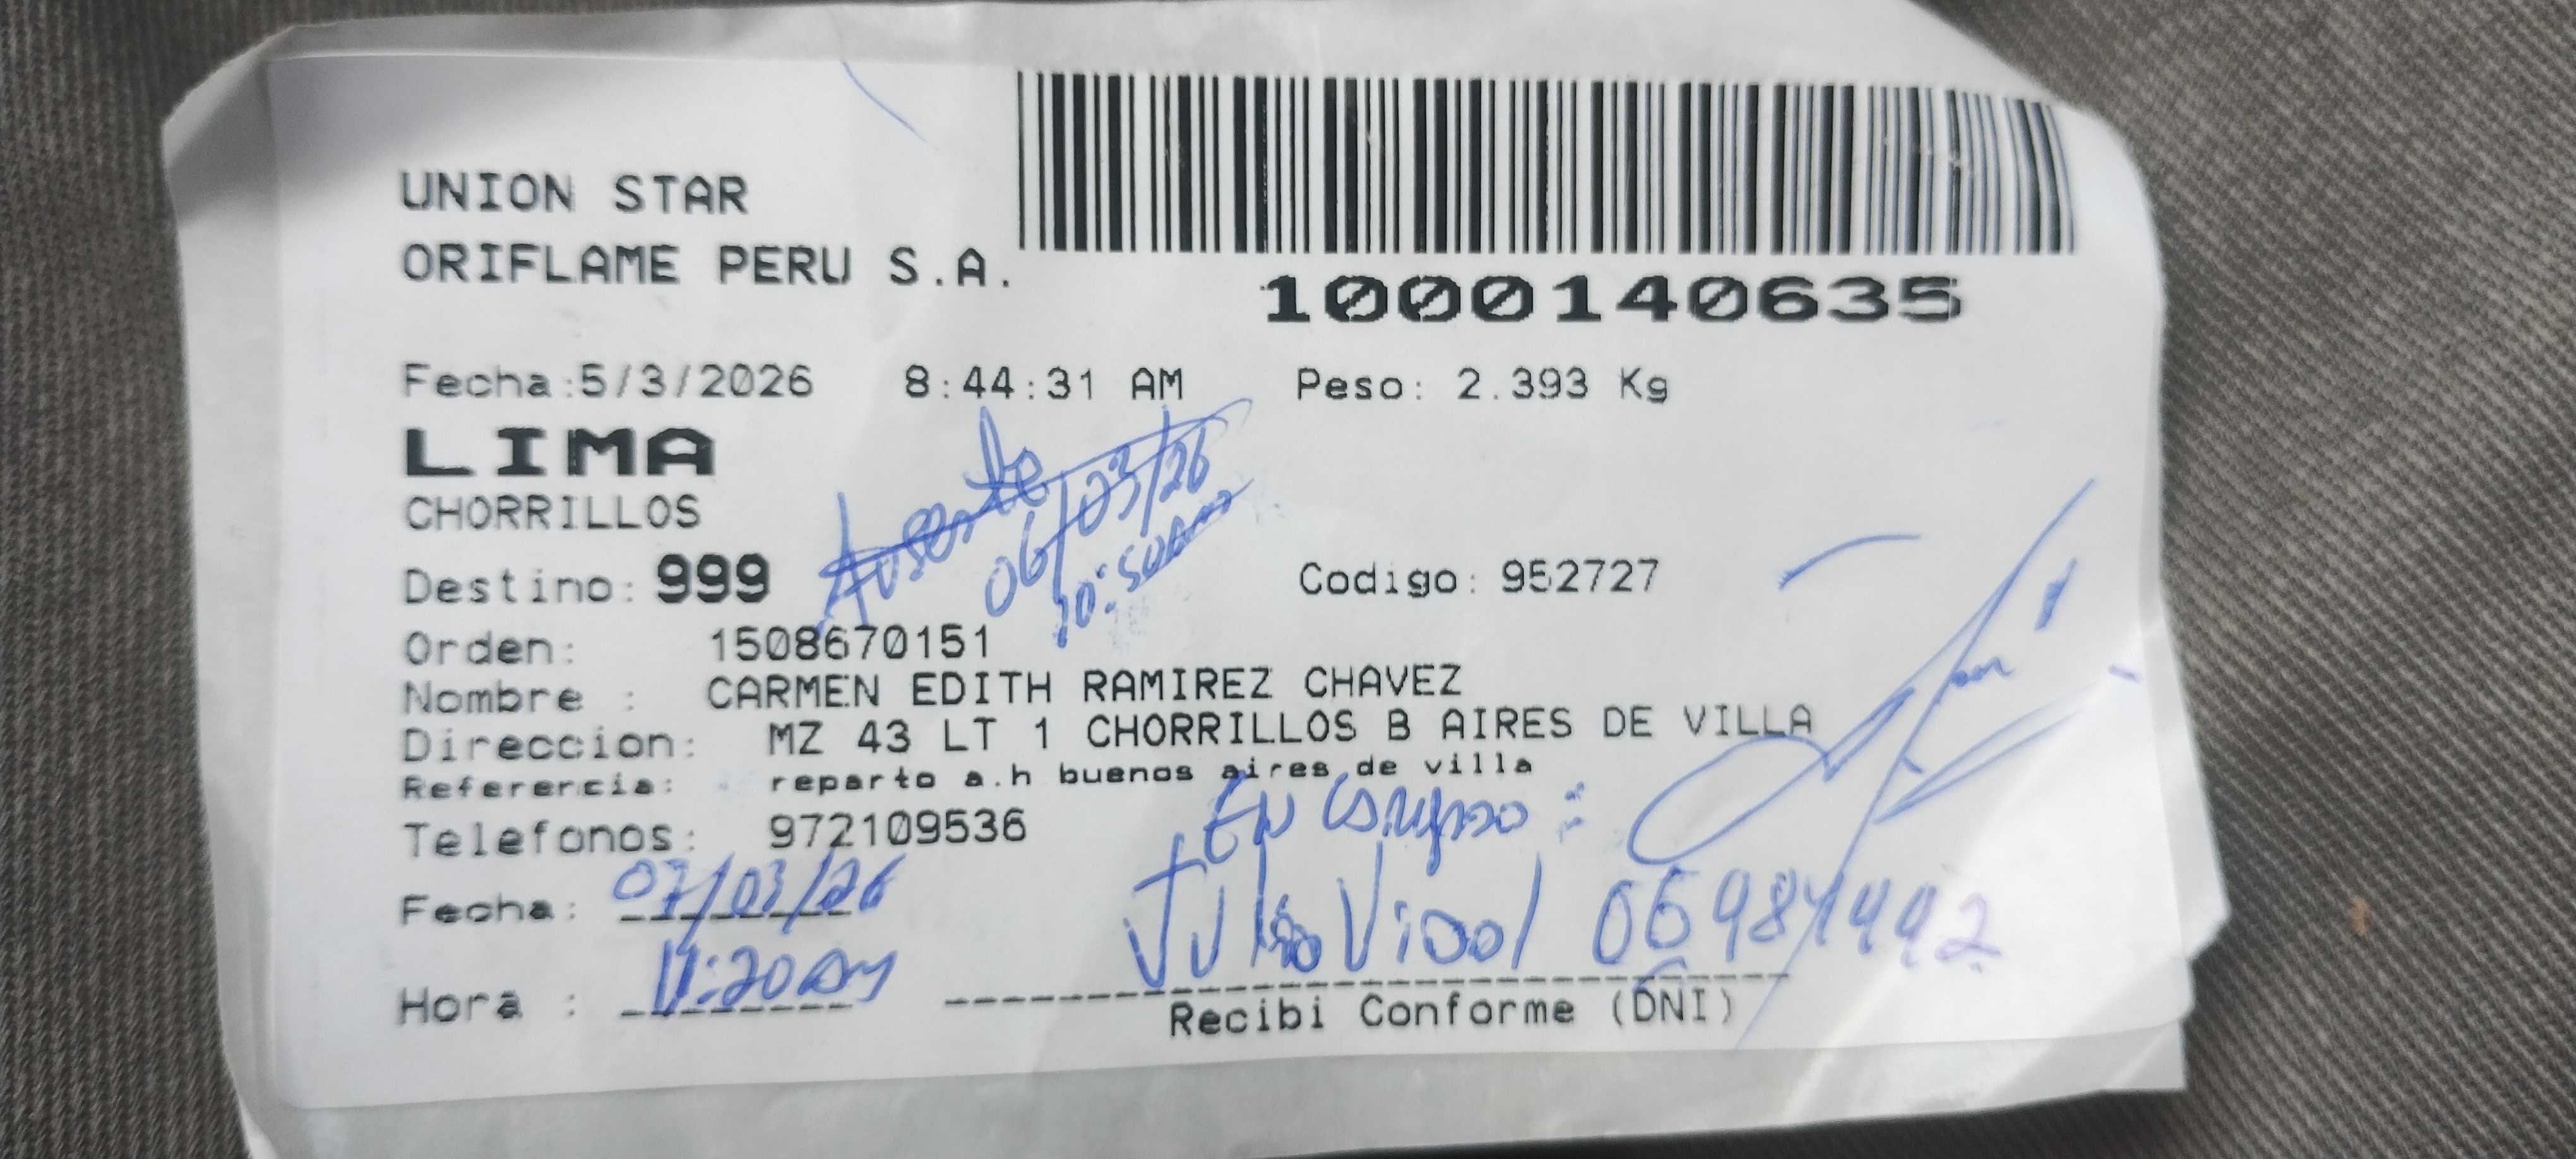 UNION STAR
ORIFLAME PERU S.A.
1000140635
Fecha:5/3/2026 8:44:31 AM Peso: 2.393 Kg
LIMA
CHORRILLOS
Ausente
06/03/26
10:50am
Destino: 999 Codigo: 952727
Orden: 1508670151
Nombre : CARMEN EDITH RAMIREZ CHAVEZ
Direccion: MZ 43 LT 1 CHORRILLOS B AIRES DE VILLA
Referencia: reparto a.h buenos aires de villa
Telefonos: 972109536
Fecha: 07/03/26
Hora : 11:20am
En
Vidal
Recibi Conforme (DNI)